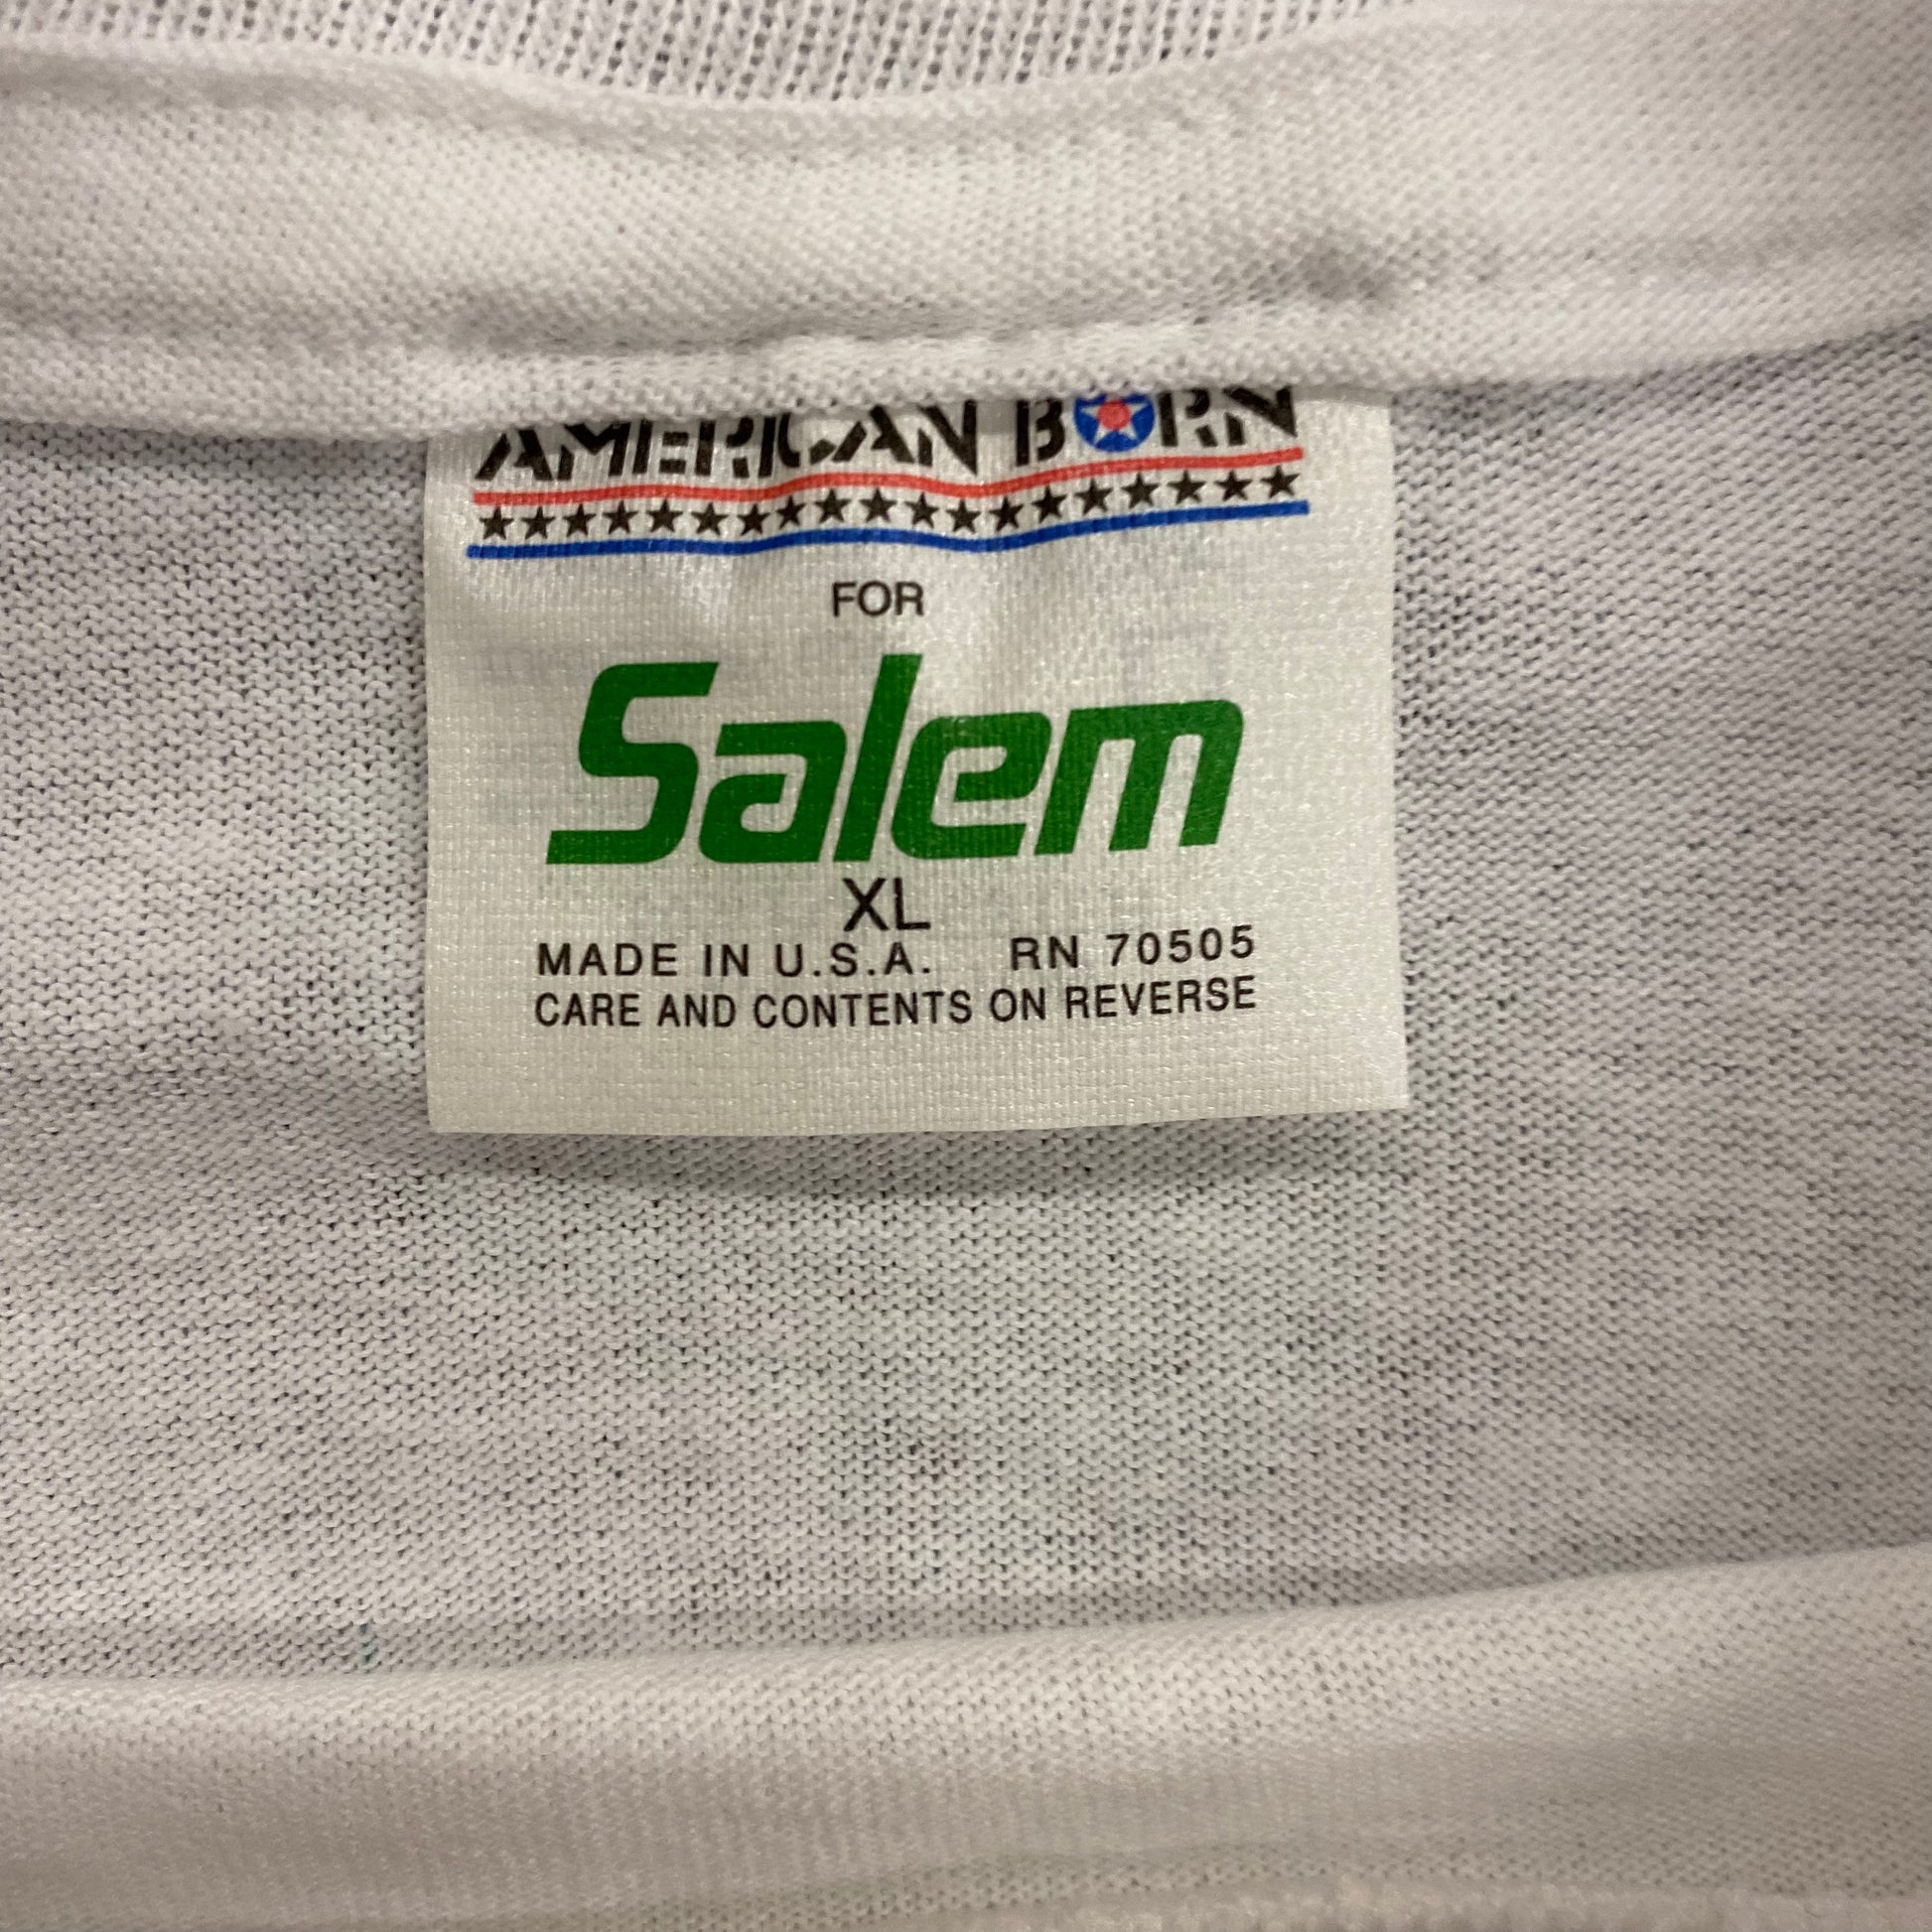 AMERICAN BORN
FOR
Salem
XL
MADE IN U.S.A. RN 70505
CARE AND CONTENTS ON REVERSE